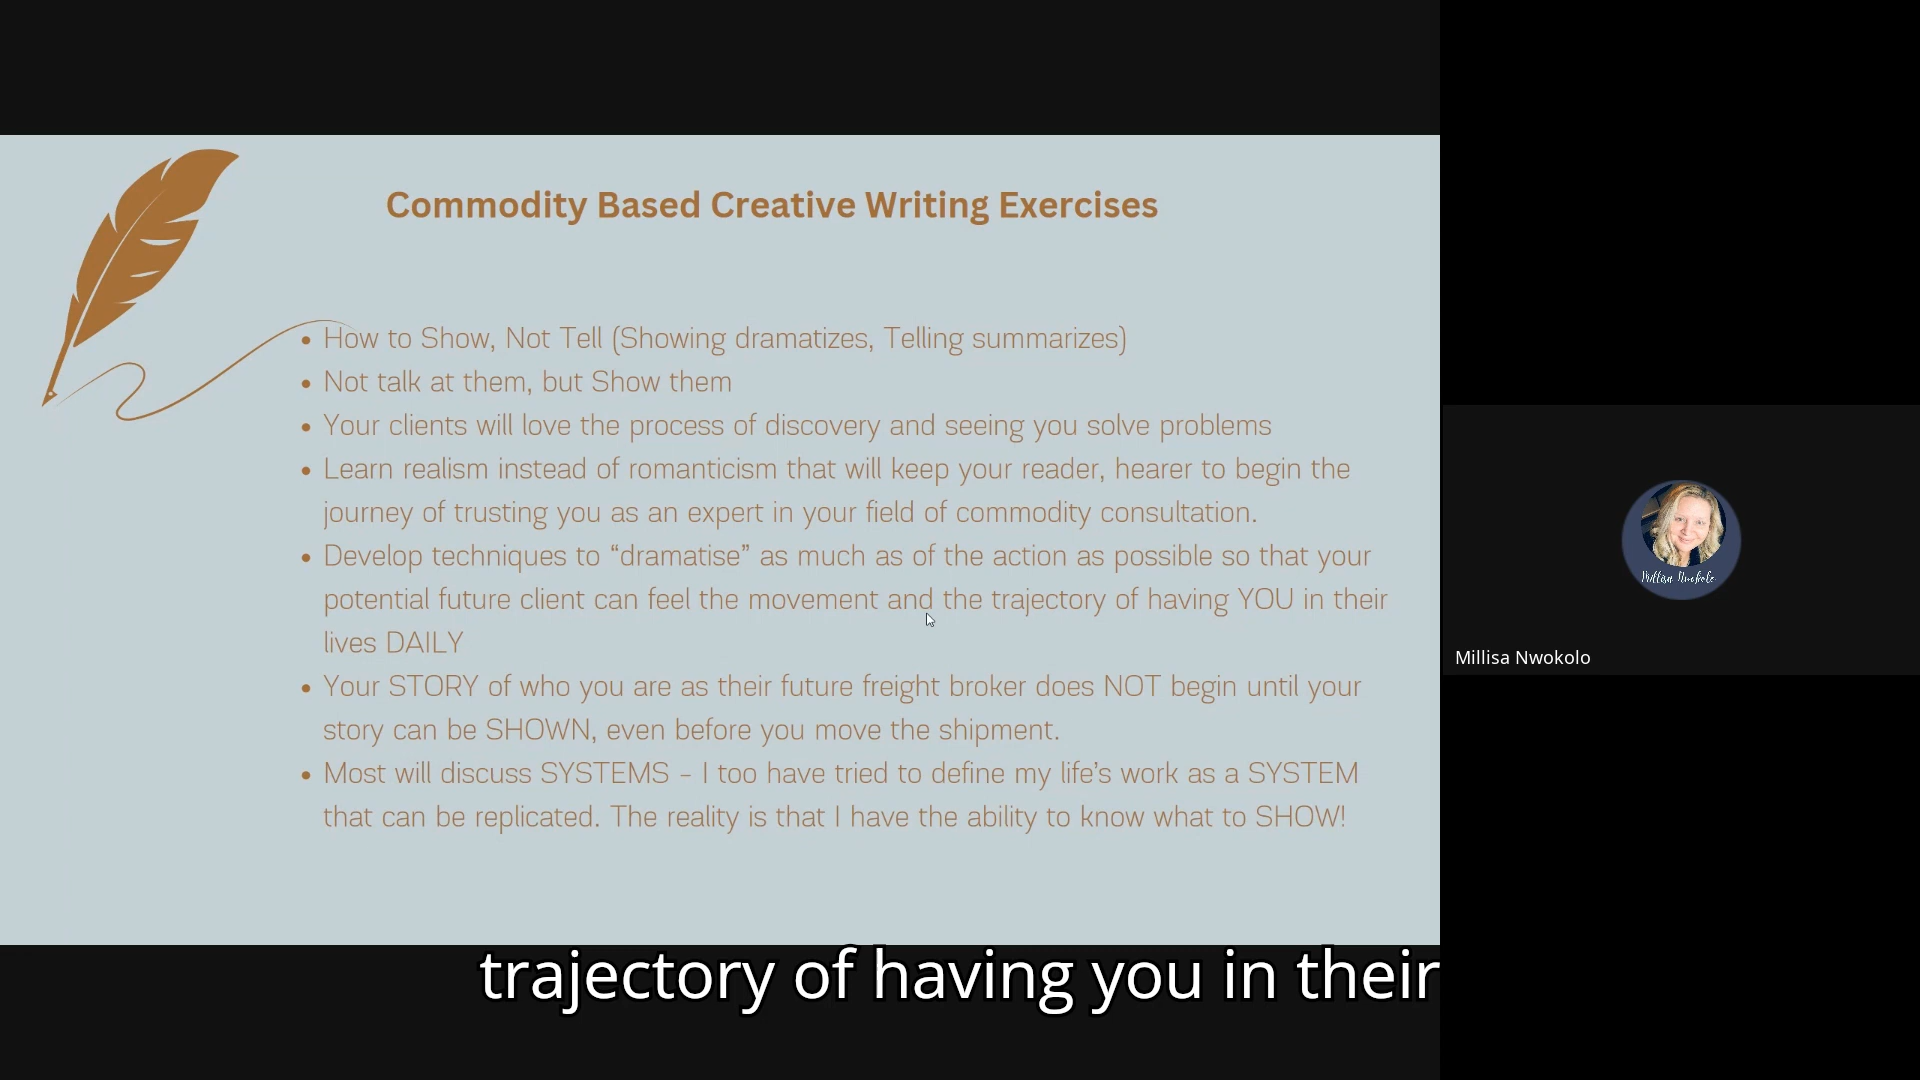 Commodity Based Creative Writing Exercises
• How to Show, Not Tell (Showing dramatizes, Telling summarizes)
• Not talk at them, but Show them
• Your clients will love the process of discovery and seeing you solve problems
• Learn realism instead of romanticism that will keep your reader, hearer to begin the
journey of trusting you as an expert in your field of commodity consultation.
• Develop techniques to “dramatise” as much as of the action as possible so that your
potential future client can feel the movement and the trajectory of having YOU in their
lives DAILY
• Your STORY of who you are as their future freight broker does NOT begin until your
story can be SHOWN, even before you move the shipment.
• Most will discuss SYSTEMS - I too have tried to define my life's work as a SYSTEM
that can be replicated. The reality is that I have the ability to know what to SHOW!
trajectory of having you in their
Millisa Nwokolo
Millisa Nwokolo